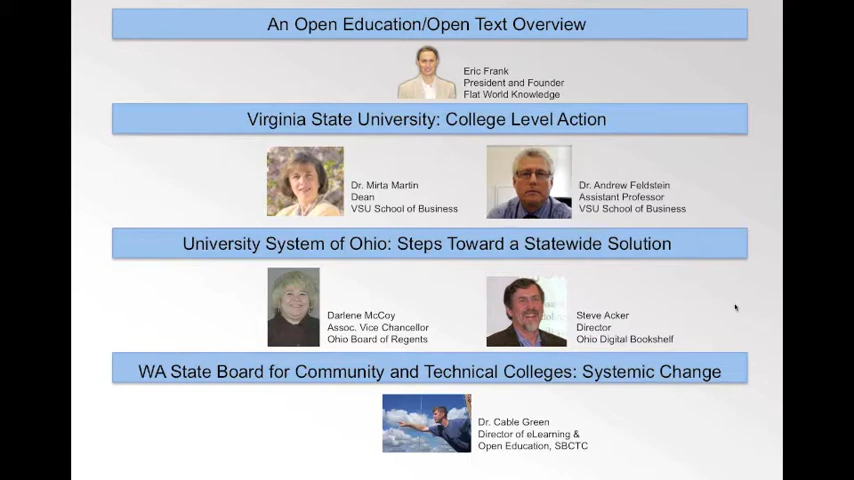 An Open Education/Open Text Overview
Eric Frank
President and Founder
Flat World Knowledge
Virginia State University: College Level Action
Dr. Mirta Martin
Dean
VSU School of Business
Dr. Andrew Feldstein
Assistant Professor
VSU School of Business
University System of Ohio: Steps Toward a Statewide Solution
Darlene McCoy
Assoc. Vice Chancellor
Ohio Board of Regents
Steve Acker
Director
Ohio Digital Bookshelf
WA State Board for Community and Technical Colleges: Systemic Change
Dr. Cable Green
Director of eLearning &
Open Education, SBCTC